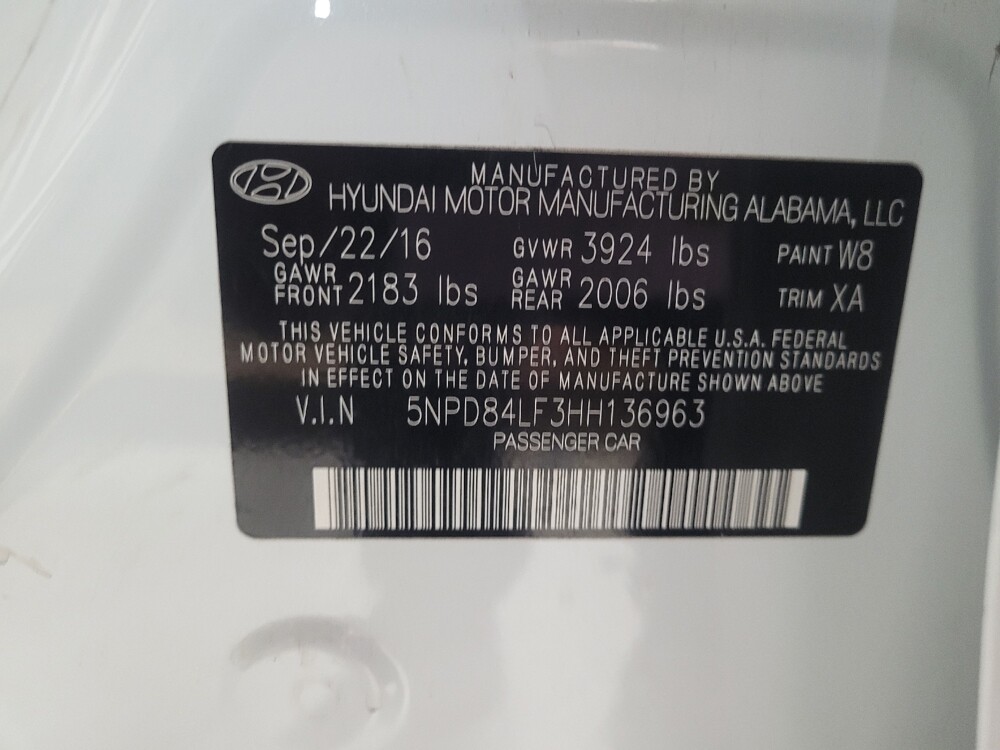 MANUFACTURED BY
HYUNDAI MOTOR MANUFACTURING ALABAMA, LLC
Sep/22/16 GVWR 3924 lbs PAINT W8
GAWR FRONT 2183 lbs GAWR REAR 2006 lbs TRIM XA
THIS VEHICLE CONFORMS TO ALL APPLICABLE U.S.A. FEDERAL
MOTOR VEHICLE SAFETY, BUMPER, AND THEFT PREVENTION STANDARDS
IN EFFECT ON THE DATE OF MANUFACTURE SHOWN ABOVE
V.I.N 5NPD84LF3HH136963
PASSENGER CAR